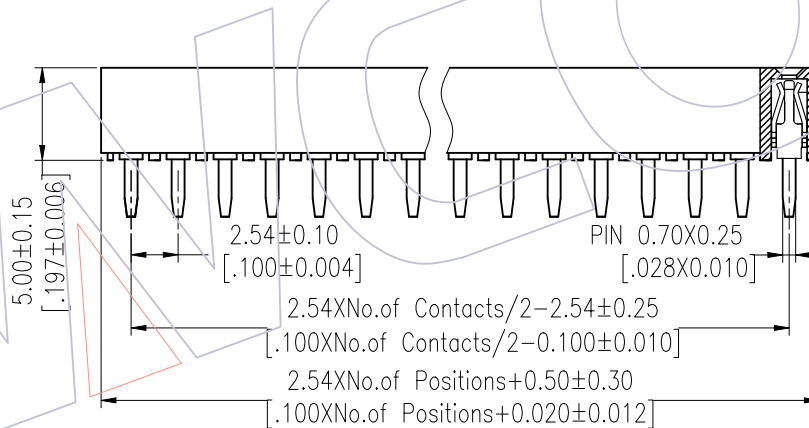 5.00±0.15
[.197±0.006]
2.54±0.10
[.100±0.004]
PIN 0.70X0.25
[.028X0.010]
2.54XNo.of Contacts/2-2.54±0.25
[.100XNo.of Contacts/2-0.100±0.010]
2.54XNo.of Positions+0.50±0.30
[.100XNo.of Positions+0.020±0.012]